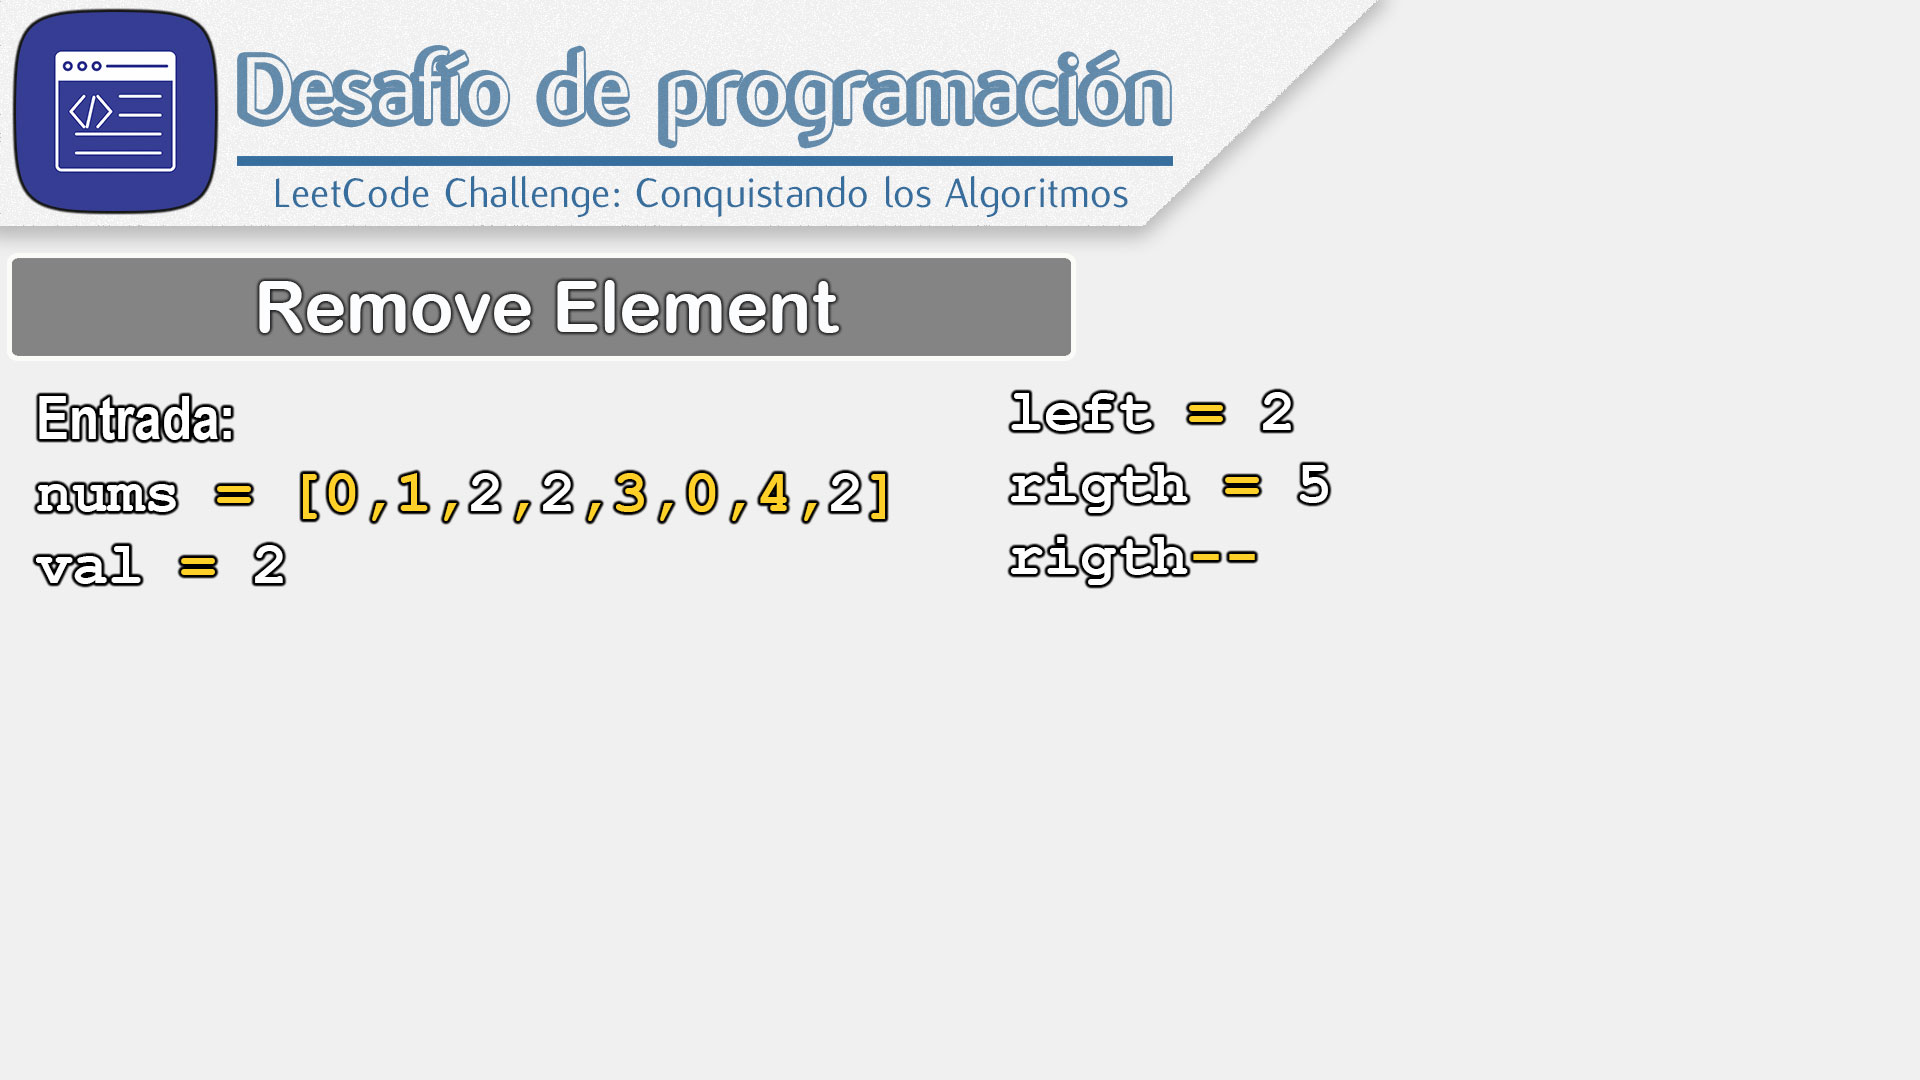 Desafío de programación
LeetCode Challenge: Conquistando los Algoritmos
Remove Element
Entrada:
nums = [0,1,2,2,3,0,4,2]
val = 2
left = 2
rigth = 5
rigth--